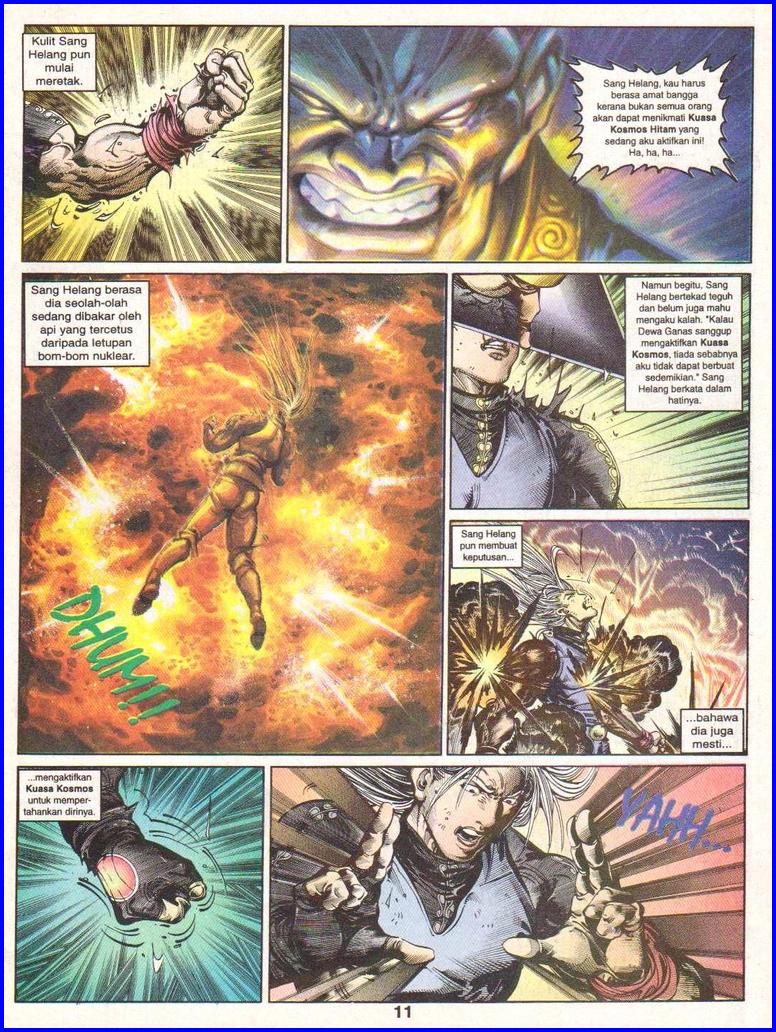 Kulit Sang
Helang pun
mulai
meretak.
Sang Helang, kau harus
berasa amat bangga
kerana bukan semua orang
akan dapat menikmati Kuasa
Kosmos Hitam yang
sedang aku aktifkan ini!
Ha, ha, ha...
Sang Helang berasa
dia seolah-olah
sedang dibakar oleh
api yang tercetus
daripada letupan
bom-bom nuklear.
DHUM!!
Namun begitu, Sang
Helang bertekad teguh
dan belum juga mahu
mengaku kalah. "Kalau
Dewa Ganas sanggup
mengaktifkan Kuasa
Kosmos, tiada sebabnya
aku tidak dapat berbuat
sedemikian." Sang
Helang berkata dalam
hatinya.
Sang Helang
pun membuat
keputusan...
...bahawa
dia juga
mesti...
...mengaktifkan
Kuasa Kosmos
untuk memper-
tahankan dirinya.
YAHH...
11